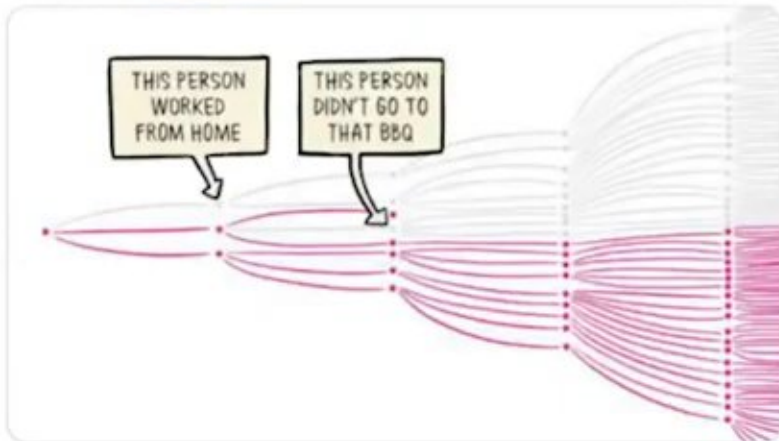 THIS PERSON
WORKED
FROM HOME
THIS PERSON
DIDN'T GO TO
THAT BBQ